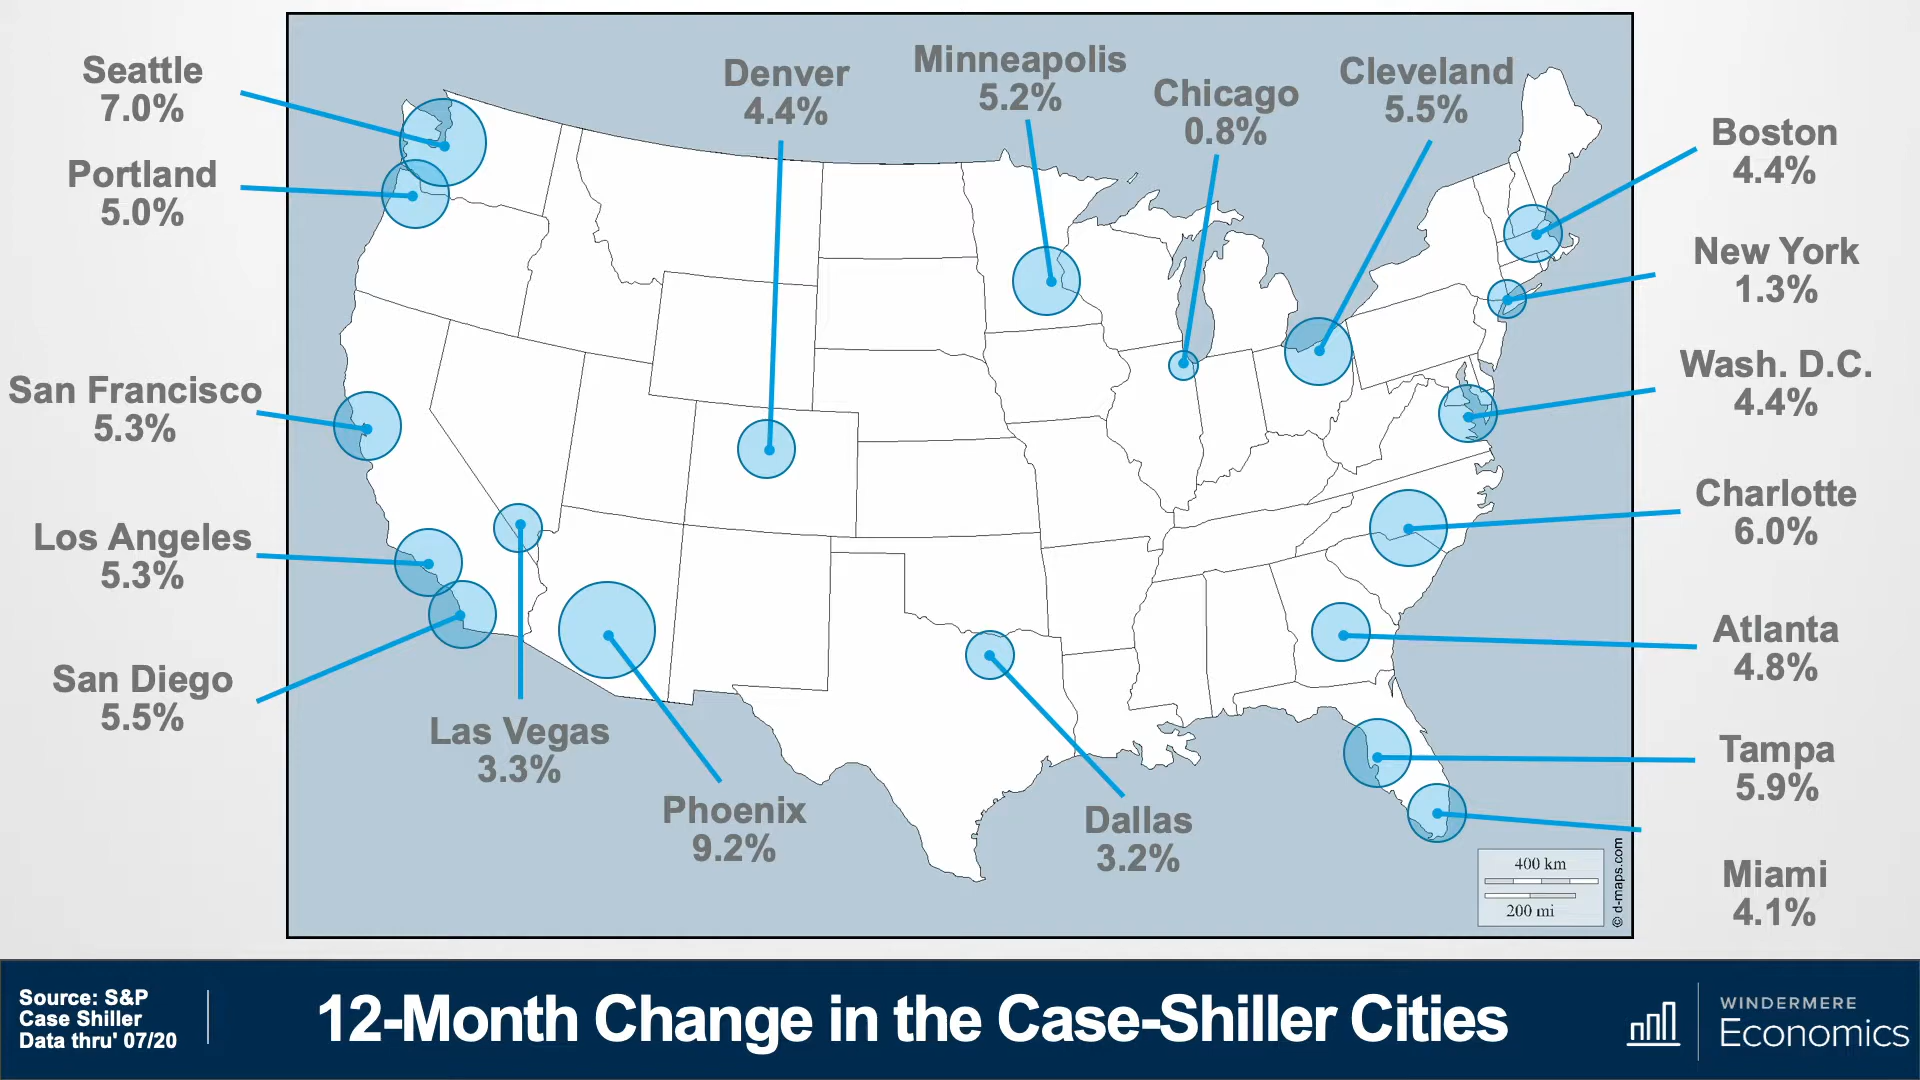 Seattle
7.0%
Portland
5.0%
San Francisco
5.3%
Los Angeles
5.3%
San Diego
5.5%
Las Vegas
3.3%
Phoenix
9.2%
Denver
4.4%
Minneapolis
5.2%
Chicago
0.8%
Cleveland
5.5%
Dallas
3.2%
Boston
4.4%
New York
1.3%
Wash. D.C.
4.4%
Charlotte
6.0%
Atlanta
4.8%
Tampa
5.9%
Miami
4.1%
400 km
200 mi
© d-maps.com
Source: S&P
Case Shiller
Data thru' 07/20
12-Month Change in the Case-Shiller Cities
WINDERMERE
Economics